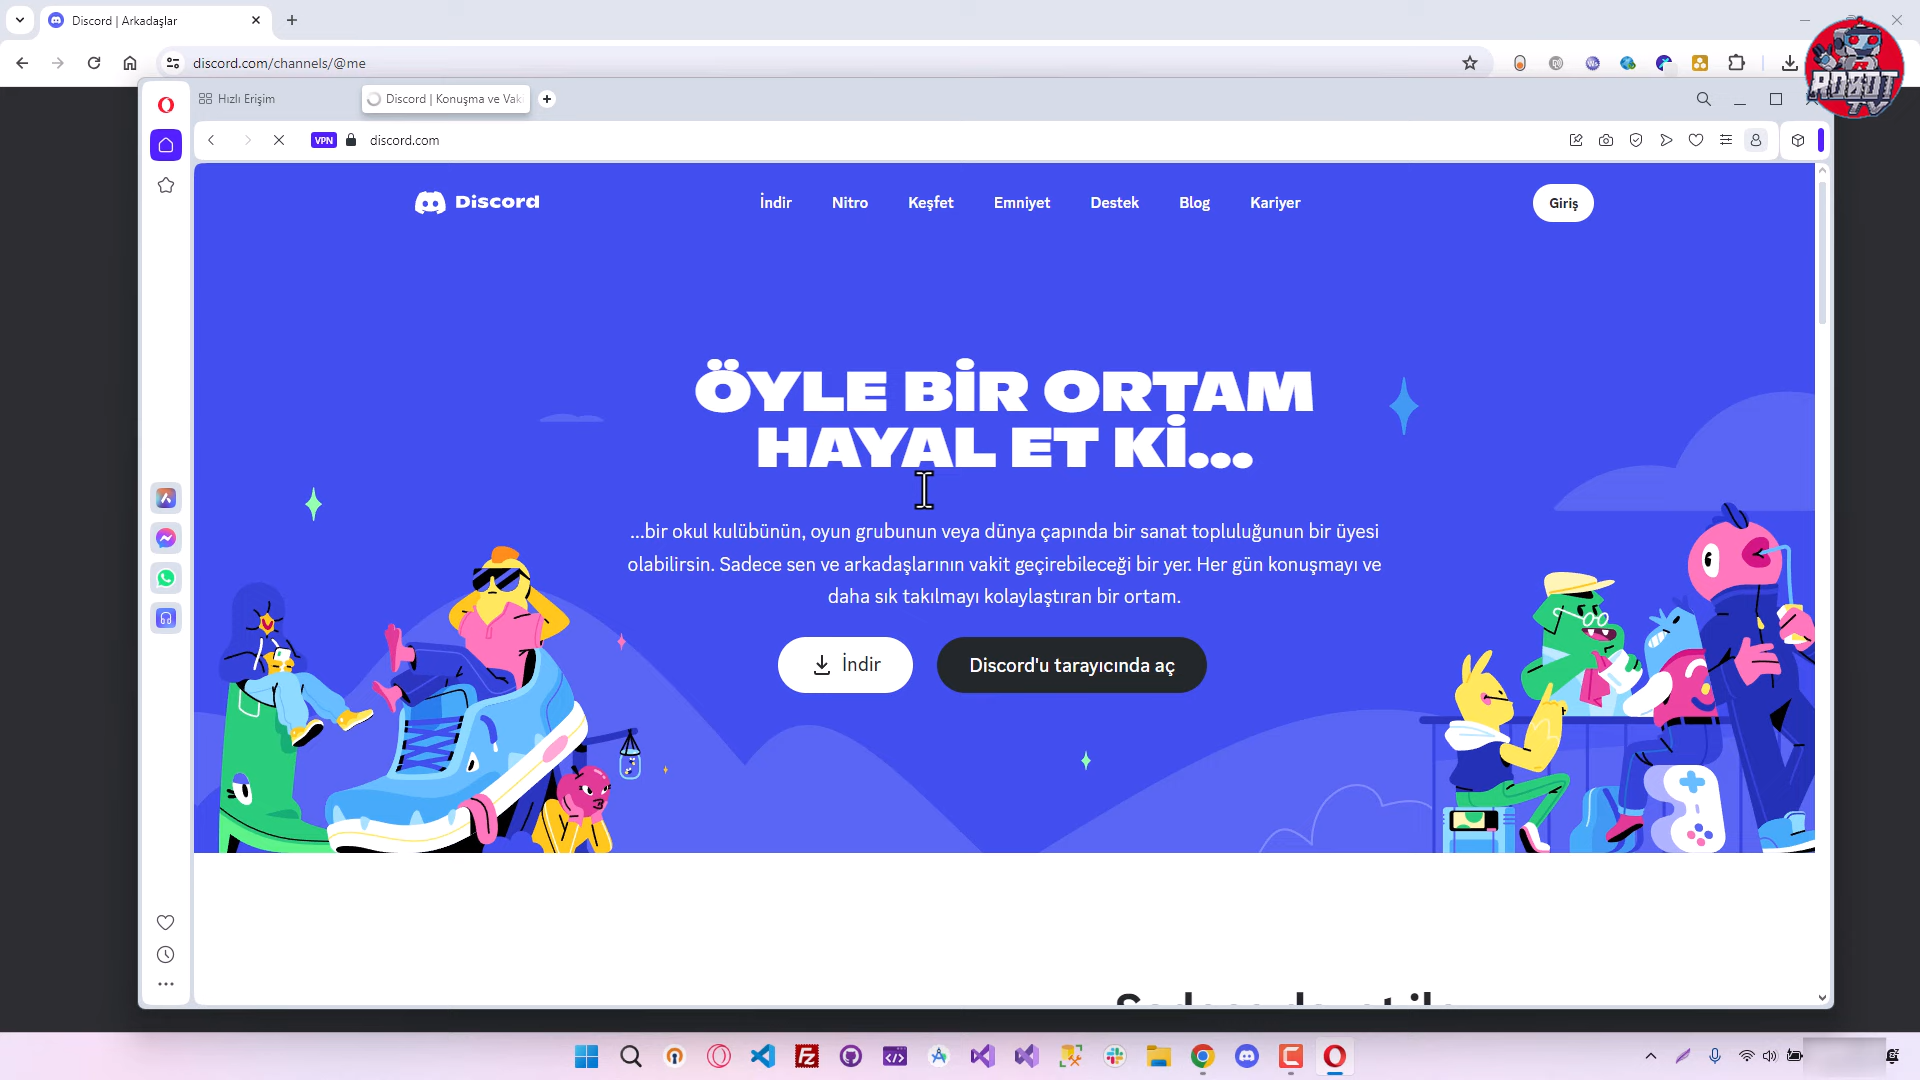 Discord | Arkadaşlar
discord.com/channels/@me
ROBOT
Hızlı Erişim
Discord | Konuşma ve Vaki
VPN
discord.com
Discord
İndir
Nitro
Keşfet
Emniyet
Destek
Blog
Kariyer
Giriş
ÖYLE BİR ORTAM
HAYAL ET Kİ...
...bir okul kulübünün, oyun grubunun veya dünya çapında bir sanat topluluğunun bir üyesi
olabilirsin. Sadece sen ve arkadaşlarının vakit geçirebileceği bir yer. Her gün konuşmayı ve
daha sık takılmayı kolaylaştıran bir ortam.
İndir
Discord'u tarayıcında aç